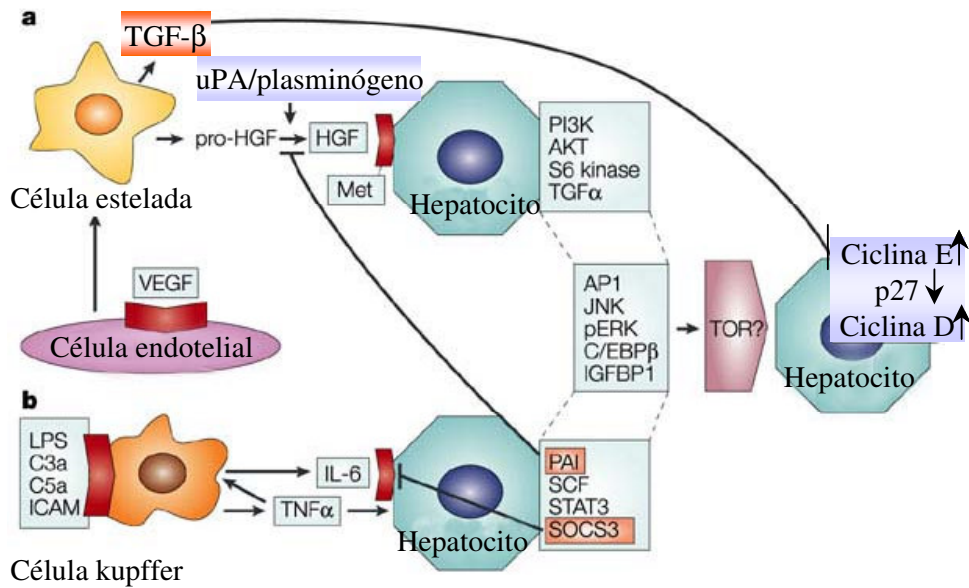 a
TGF-β
uPA/plasminógeno
pro-HGF
HGF
Met
Célula estelada
Hepatocito
PI3K
AKT
S6 kinase
TGFα
VEGF
Célula endotelial
AP1
JNK
pERK
C/EBPβ
IGFBP1
TOR?
Ciclina E
p27
Ciclina D
Hepatocito
b
LPS
C3a
C5a
ICAM
IL-6
TNFα
Hepatocito
PAI
SCF
STAT3
SOCS3
Célula kupffer